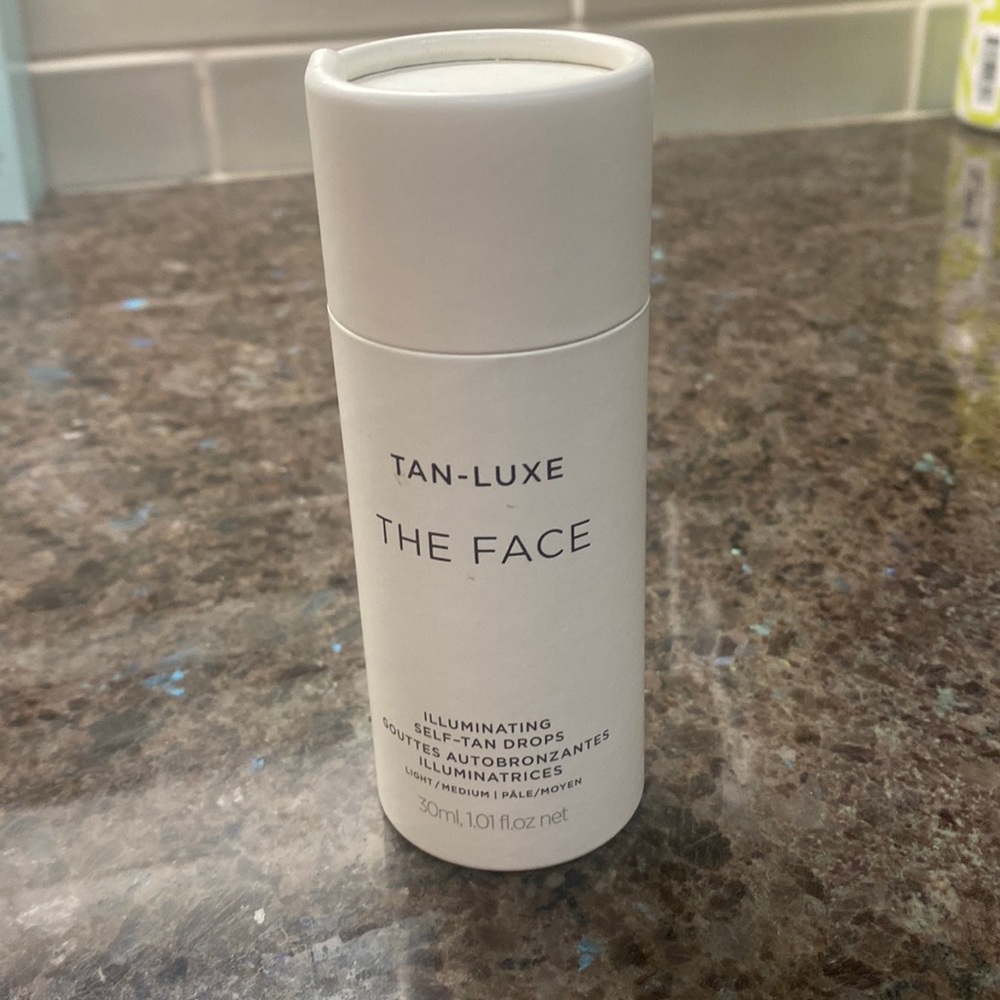 TAN-LUXE
THE FACE
ILLUMINATING
SELF-TAN DROPS
GOUTTES AUTOBRONZANTES
ILLUMINATRICES
LIGHT/MEDIUM | PÂLE/MOYEN
30ml, 1.01 fl.oz net